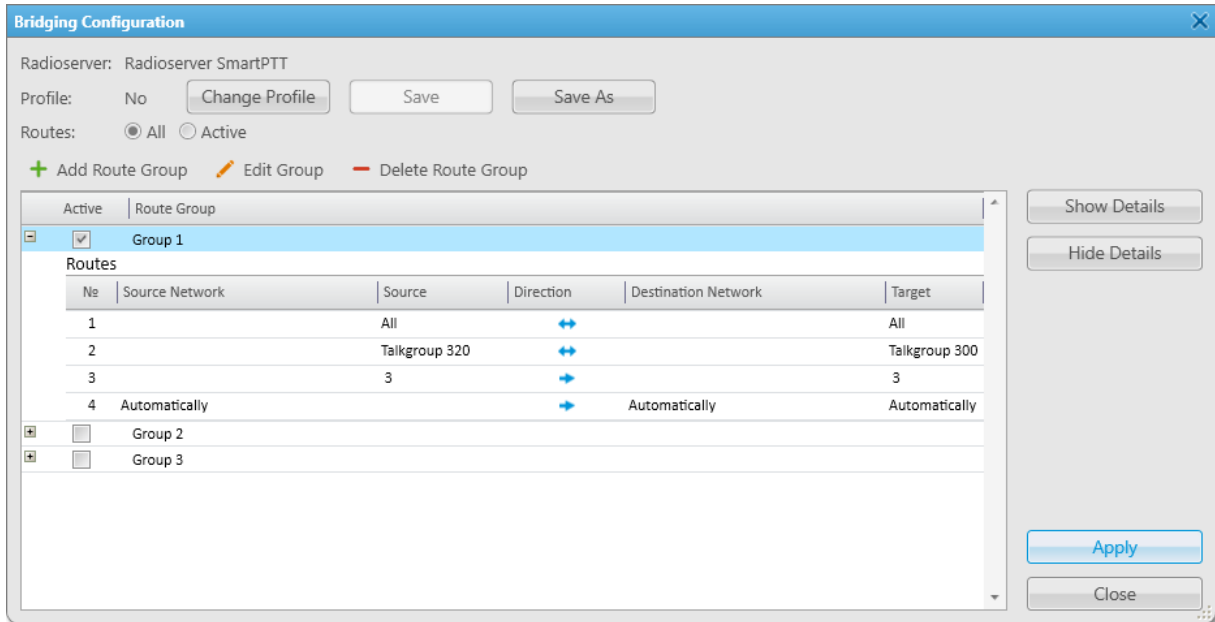 Bridging Configuration
Radioserver: Radioserver SmartPTT
Profile: No Change Profile Save Save As
Routes: All Active
Add Route Group Edit Group Delete Route Group
Active Route Group
Group 1
Routes
№ Source Network Source Direction Destination Network Target
1 All All
2 Talkgroup 320 Talkgroup 300
3 3 3
4 Automatically Automatically Automatically
Group 2
Group 3
Show Details
Hide Details
Apply
Close